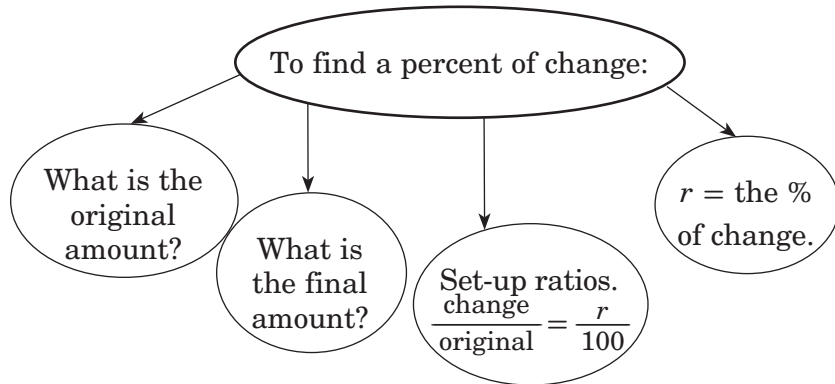 To find a percent of change:
What is the
original
amount?
What is
the final
amount?
Set-up ratios.
change/original = r/100
r = the %
of change.